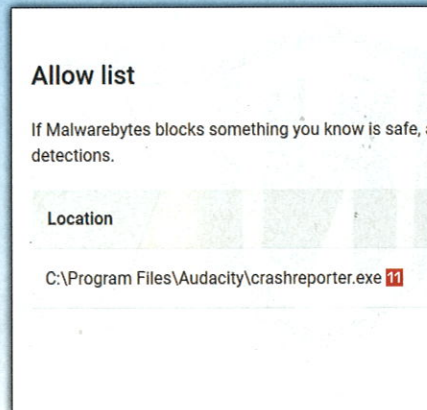 Allow list
If Malwarebytes blocks something you know is safe,
detections.
Location
C:\Program Files\Audacity\crashreporter.exe 11